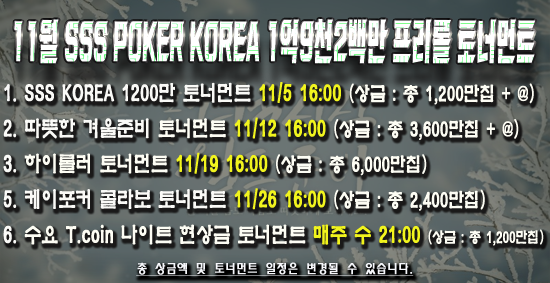 11월 SSS POKER KOREA 1억9천2백만 프리롤 토너먼트
1. SSS KOREA 1200만 토너먼트 11/5 16:00 (상금 : 총 1,200만칩 + @)
2. 따뜻한 겨울준비 토너먼트 11/12 16:00 (상금 : 총 3,600만칩 + @)
3. 하이롤러 토너먼트 11/19 16:00 (상금 : 총 6,000만칩)
5. 케이포커 콜라보 토너먼트 11/26 16:00 (상금 : 총 2,400만칩)
6. 수요 T.coin 나이트 현상금 토너먼트 매주 수 21:00 (상금 : 총 1,200만칩)
총 상금액 및 토너먼트 일정은 변경될 수 있습니다.